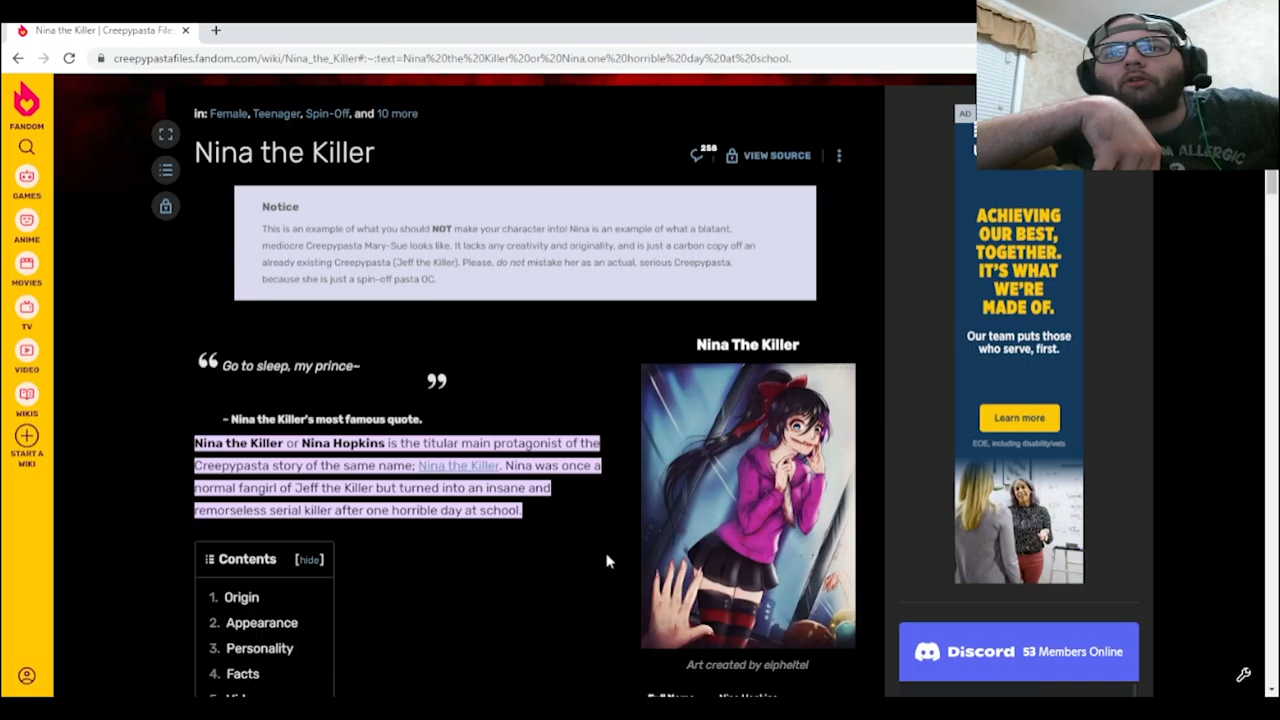 Nina the Killer | Creepypasta File
creepypastafiles.fandom.com/wiki/Nina_the_Killer#:~:text=Nina%20the%20Killer%20or%20Nina,one%20horrible%20day%20at%20school.
FANDOM
GAMES
ANIME
MOVIES
TV
VIDEO
WIKIS
START A
WIKI
In: Female, Teenager, Spin-Off, and 10 more
Nina the Killer
258
VIEW SOURCE
Notice
This is an example of what you should NOT make your character into! Nina is an example of what a blatant,
mediocre Creepypasta Mary-Sue looks like. It lacks any creativity and originality, and is just a carbon copy off an
already existing Creepypasta (Jeff the Killer). Please, do not mistake her as an actual, serious Creepypasta,
because she is just a spin-off pasta OC.
“ Go to sleep, my prince~ ”
~ Nina the Killer's most famous quote.
Nina the Killer or Nina Hopkins is the titular main protagonist of the
Creepypasta story of the same name; Nina the Killer. Nina was once a
normal fangirl of Jeff the Killer but turned into an insane and
remorseless serial killer after one horrible day at school.
Contents [hide]
1. Origin
2. Appearance
3. Personality
4. Facts
Nina The Killer
Art created by elpheltel
Full Name Nina Hopkins
AD
ACHIEVING
OUR BEST,
TOGETHER.
IT'S WHAT
WE'RE
MADE OF.
Our team puts those
who serve, first.
Learn more
EOE, including disability/vets
Discord 53 Members Online
M ALLERGIC